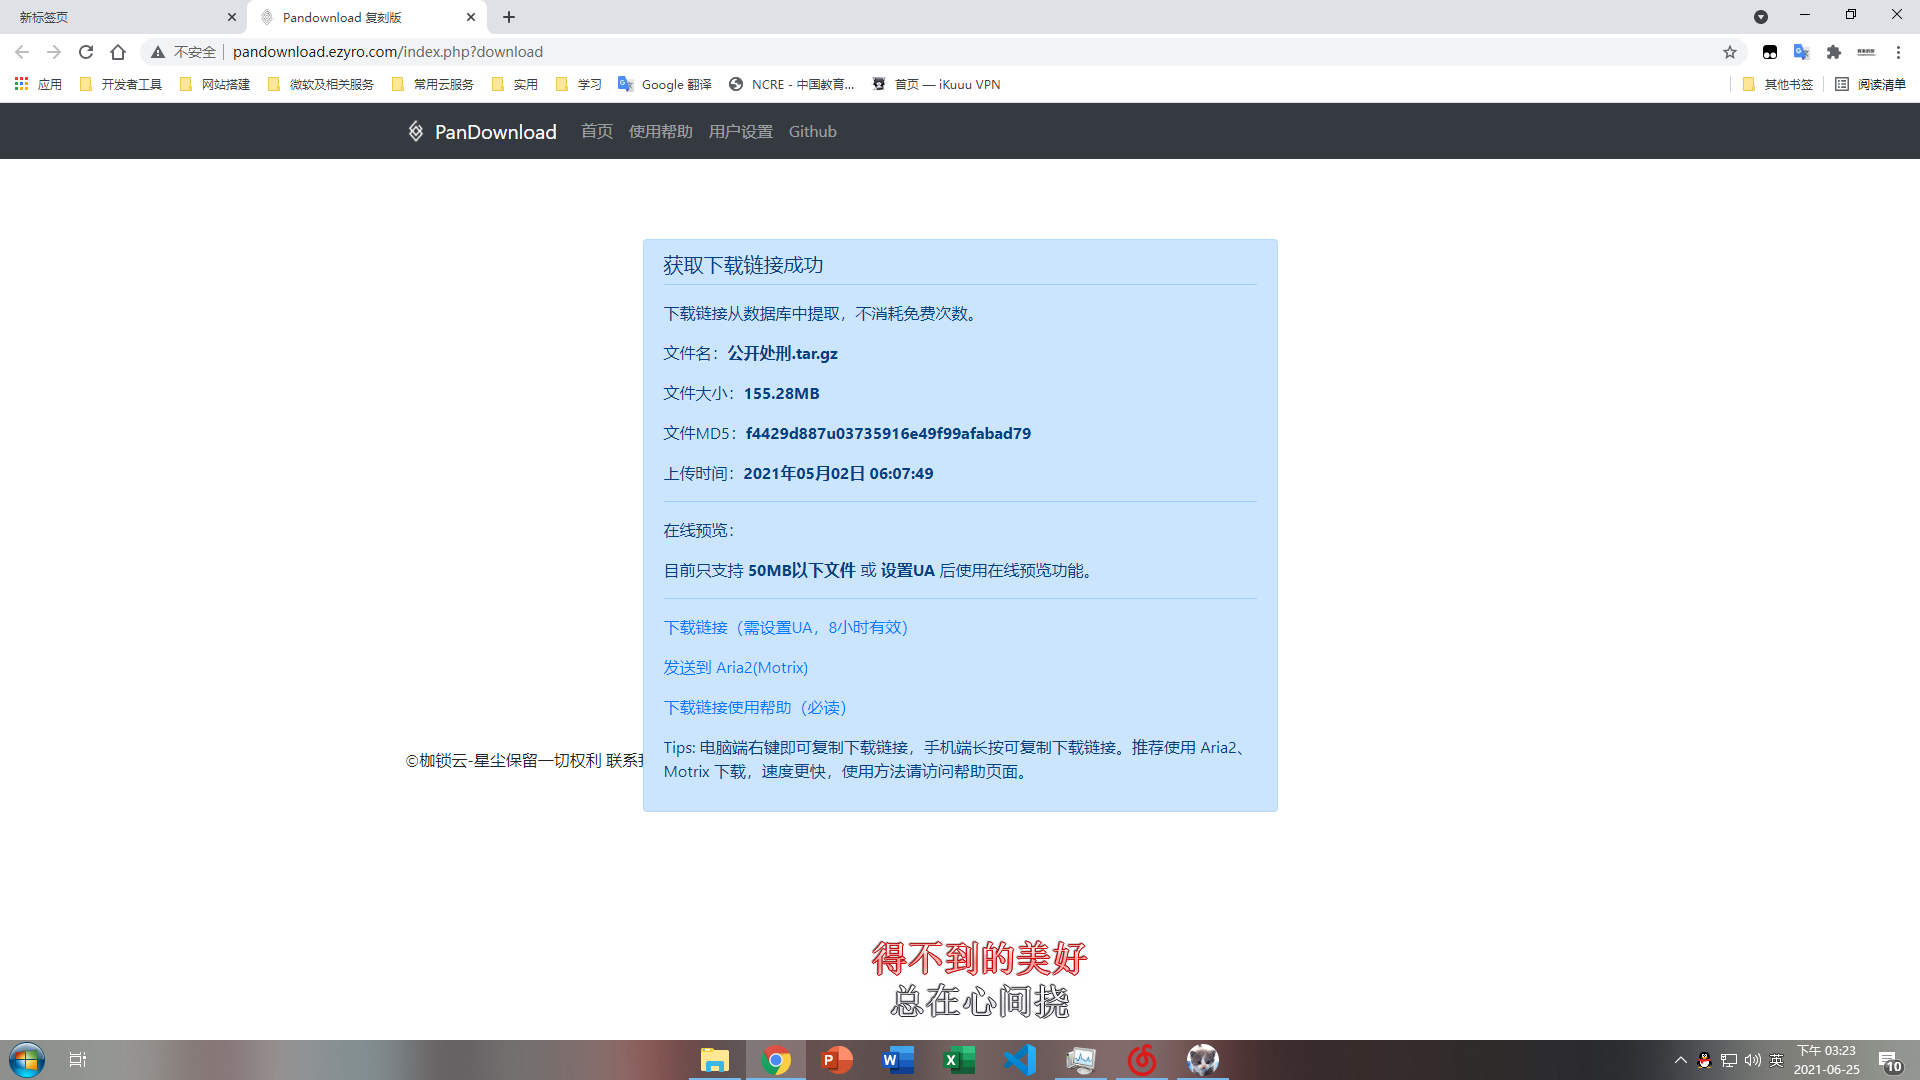 新标签页
Pandownload 复刻版
不安全
pandownload.ezyro.com/index.php?download
应用
开发者工具
网站搭建
微软及相关服务
常用云服务
实用
学习
Google 翻译
NCRE - 中国教育...
首页 — iKuuu VPN
其他书签
阅读清单
PanDownload
首页
使用帮助
用户设置
Github
获取下载链接成功
下载链接从数据库中提取，不消耗免费次数。
文件名：公开处刑.tar.gz
文件大小：155.28MB
文件MD5：f4429d887u03735916e49f99afabad79
上传时间：2021年05月02日 06:07:49
在线预览：
目前只支持 50MB以下文件 或 设置UA 后使用在线预览功能。
下载链接（需设置UA，8小时有效）
发送到 Aria2(Motrix)
下载链接使用帮助（必读）
Tips: 电脑端右键即可复制下载链接，手机端长按可复制下载链接。推荐使用 Aria2、
Motrix 下载，速度更快，使用方法请访问帮助页面。
©枷锁云-星尘保留一切权利 联系
得不到的美好
总在心间挠
英
下午 03:23
2021-06-25
10